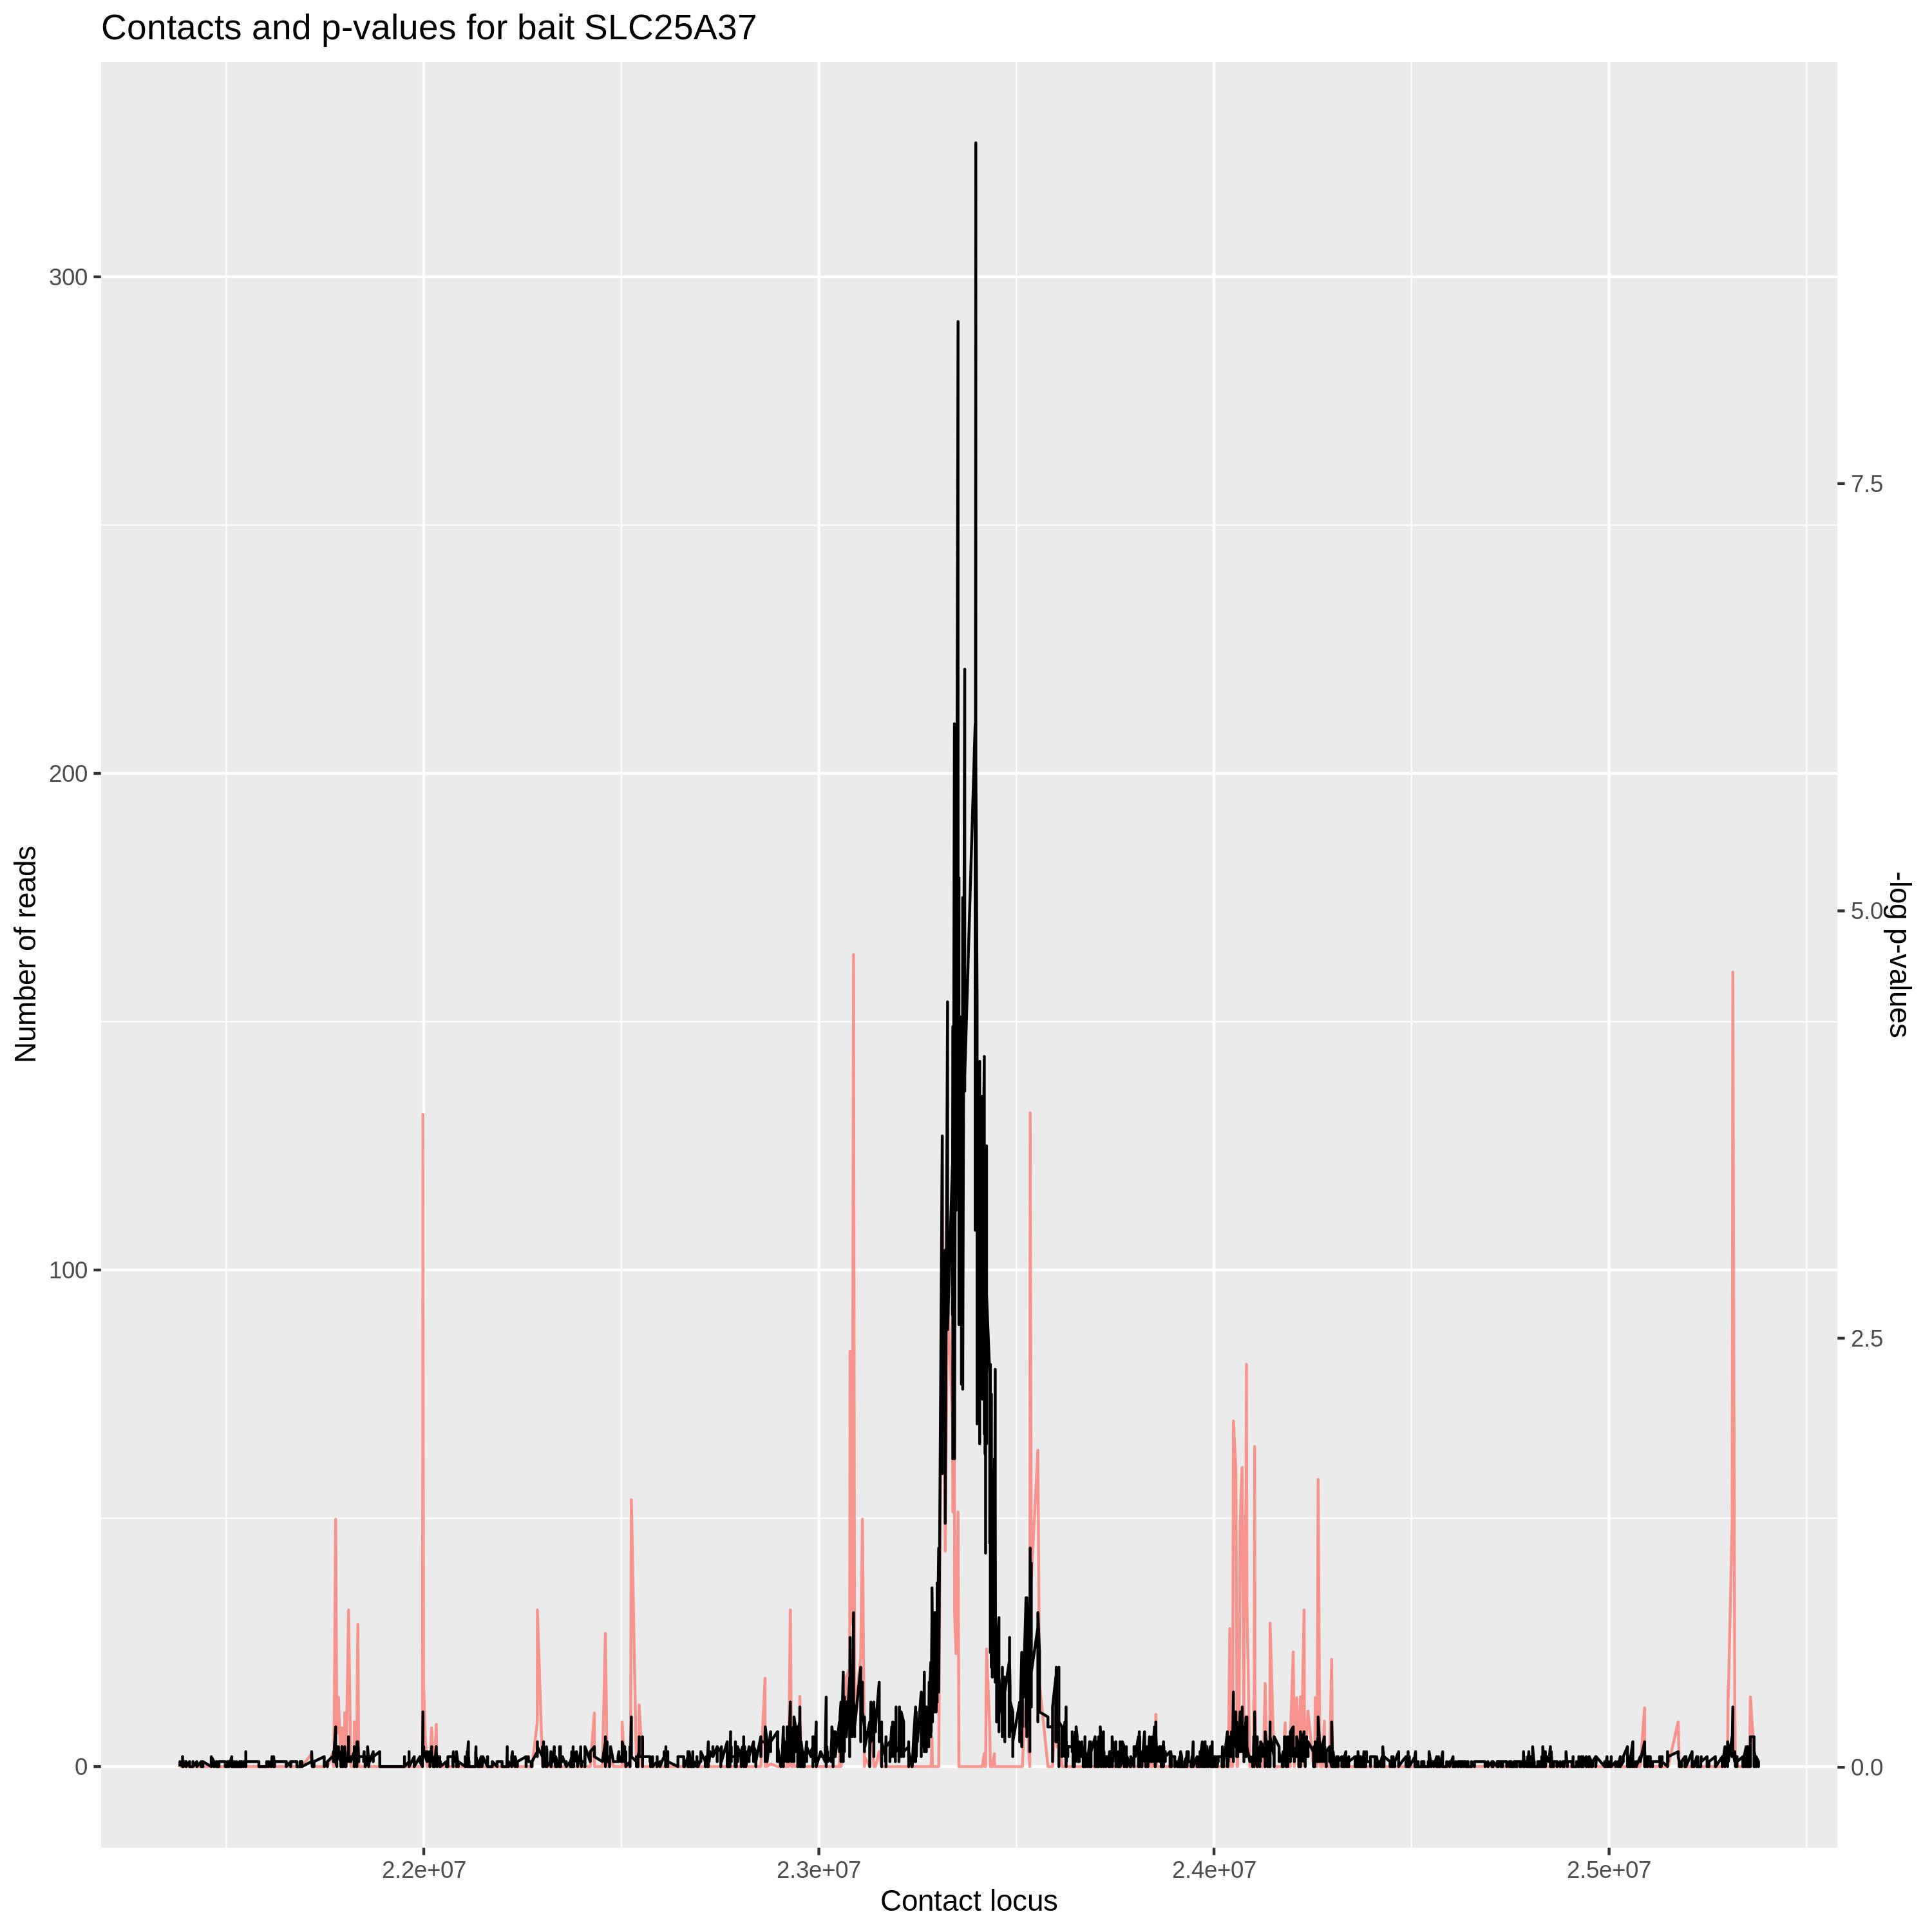 Contacts and p-values for bait SLC25A37
300
200
100
0
Number of reads
7.5
5.0
2.5
0.0
-log p-values
2.2e+07
2.3e+07
2.4e+07
2.5e+07
Contact locus